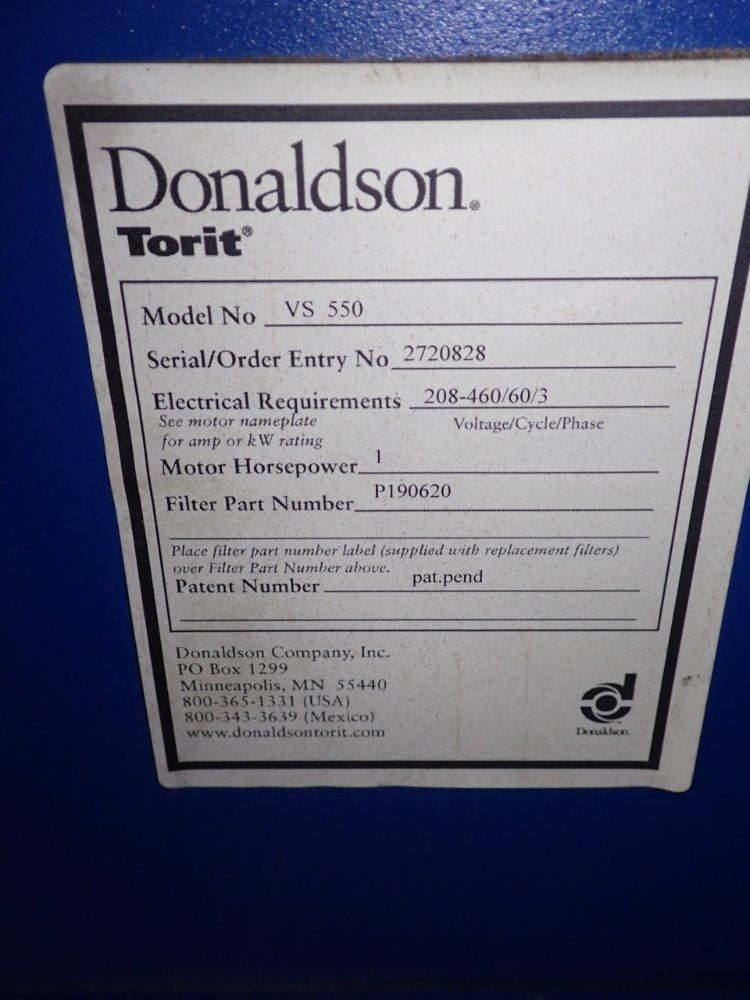 Donaldson®
Torit®
Model No VS 550
Serial/Order Entry No 2720828
Electrical Requirements 208-460/60/3
See motor nameplate Voltage/Cycle/Phase
for amp or kW rating
Motor Horsepower 1
Filter Part Number P190620
Place filter part number label (supplied with replacement filters)
over Filter Part Number above.
Patent Number pat.pend
Donaldson Company, Inc.
PO Box 1299
Minneapolis, MN 55440
800-365-1331 (USA)
800-343-3639 (Mexico)
www.donaldsontorit.com
Donaldson.